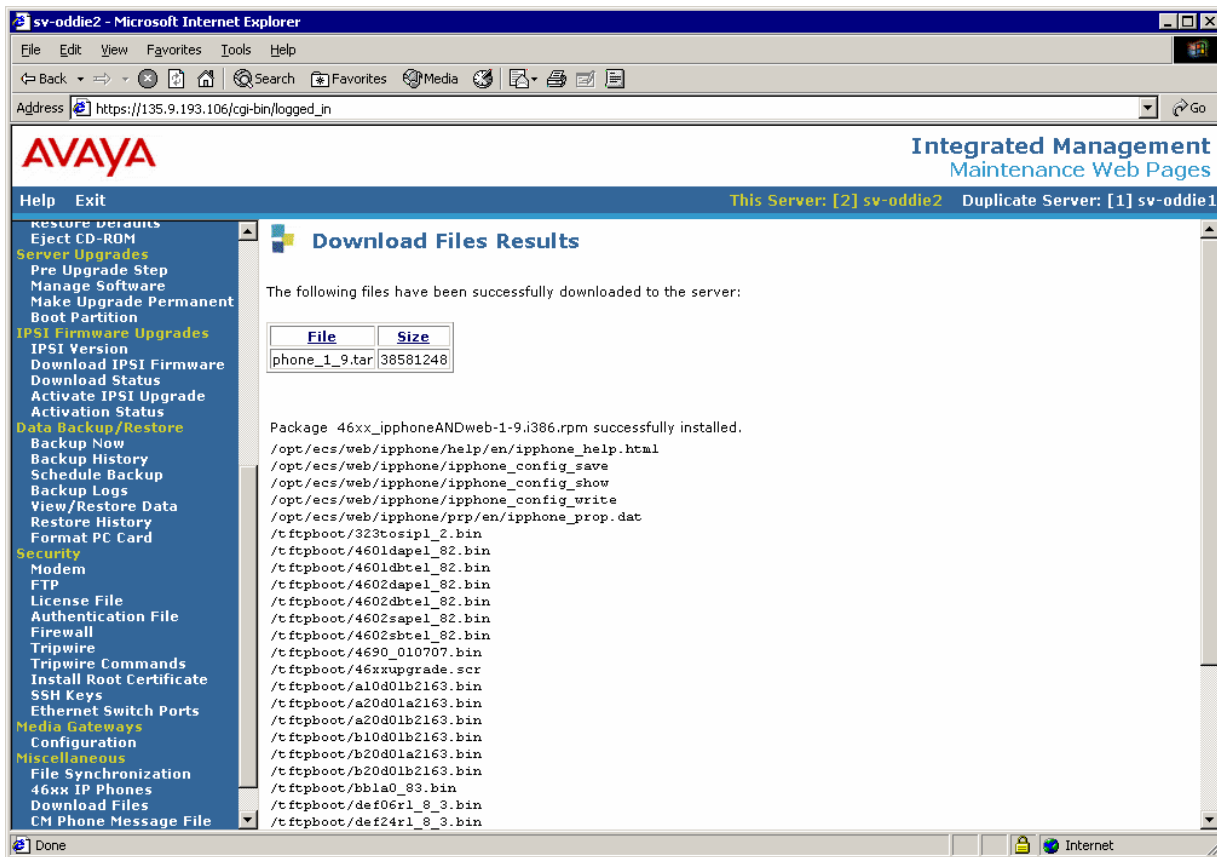 sv-oddie2 - Microsoft Internet Explorer
File Edit View Favorites Tools Help
Back Search Favorites Media
Address https://135.9.193.106/cgi-bin/logged_in Go
AVAYA
Integrated Management
Maintenance Web Pages
Help Exit This Server: [2] sv-oddie2 Duplicate Server: [1] sv-oddie1
Restore Defaults
Eject CD-ROM
Server Upgrades
Pre Upgrade Step
Manage Software
Make Upgrade Permanent
Boot Partition
IPSI Firmware Upgrades
IPSI Version
Download IPSI Firmware
Download Status
Activate IPSI Upgrade
Activation Status
Data Backup/Restore
Backup Now
Backup History
Schedule Backup
Backup Logs
View/Restore Data
Restore History
Format PC Card
Security
Modem
FTP
License File
Authentication File
Firewall
Tripwire
Tripwire Commands
Install Root Certificate
SSH Keys
Ethernet Switch Ports
Media Gateways
Configuration
Miscellaneous
File Synchronization
46xx IP Phones
Download Files
CM Phone Message File
Download Files Results
The following files have been successfully downloaded to the server:
File Size
phone_1_9.tar 38581248
Package 46xx_ipphoneANDweb-1-9.i386.rpm successfully installed.
/opt/ecs/web/ipphone/help/en/ipphone_help.html
/opt/ecs/web/ipphone/ipphone_config_save
/opt/ecs/web/ipphone/ipphone_config_show
/opt/ecs/web/ipphone/ipphone_config_write
/opt/ecs/web/ipphone/prp/en/ipphone_prop.dat
/tftpboot/323tosip1_2.bin
/tftpboot/4601dape1_82.bin
/tftpboot/4601dbte1_82.bin
/tftpboot/4602dape1_82.bin
/tftpboot/4602dbte1_82.bin
/tftpboot/4602sape1_82.bin
/tftpboot/4602sbte1_82.bin
/tftpboot/4690_010707.bin
/tftpboot/46xxupgrade.scr
/tftpboot/a10d01b2163.bin
/tftpboot/a20d01a2163.bin
/tftpboot/a20d01b2163.bin
/tftpboot/b10d01b2163.bin
/tftpboot/b20d01a2163.bin
/tftpboot/b20d01b2163.bin
/tftpboot/bb1a0_83.bin
/tftpboot/def06r1_8_3.bin
/tftpboot/def24r1_8_3.bin
Done Internet